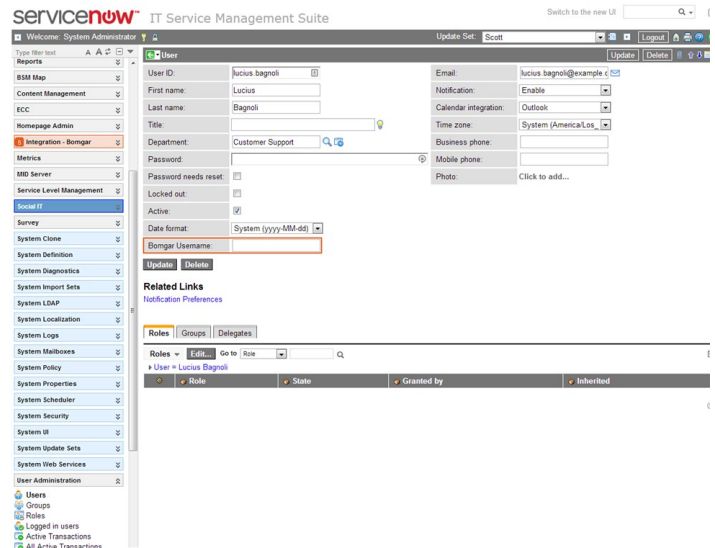 servicenow™ IT Service Management Suite
Switch to the new UI
Welcome: System Administrator
Update Set: Scott
Logout
Type filter text
A A
User
Update Delete
Reports
BSM Map
Content Management
ECC
Homepage Admin
Integration - Bomgar
Metrics
MID Server
Service Level Management
Social IT
Survey
System Clone
System Definition
System Diagnostics
System Import Sets
System LDAP
System Localization
System Logs
System Mailboxes
System Policy
System Properties
System Scheduler
System Security
System UI
System Update Sets
System Web Services
User Administration
Users
Groups
Roles
Logged in users
Active Transactions
All Active Transactions
User ID: lucius.bagnoli
First name: Lucius
Last name: Bagnoli
Title:
Department: Customer Support
Password:
Password needs reset:
Locked out:
Active:
Date format: System (yyyy-MM-dd)
Bomgar Username:
Email: lucius.bagnoli@example.c
Notification: Enable
Calendar integration: Outlook
Time zone: System (America/Los_
Business phone:
Mobile phone:
Photo: Click to add...
Update Delete
Related Links
Notification Preferences
Roles Groups Delegates
Roles Edit... Go to Role
User = Lucius Bagnoli
Role State Granted by Inherited